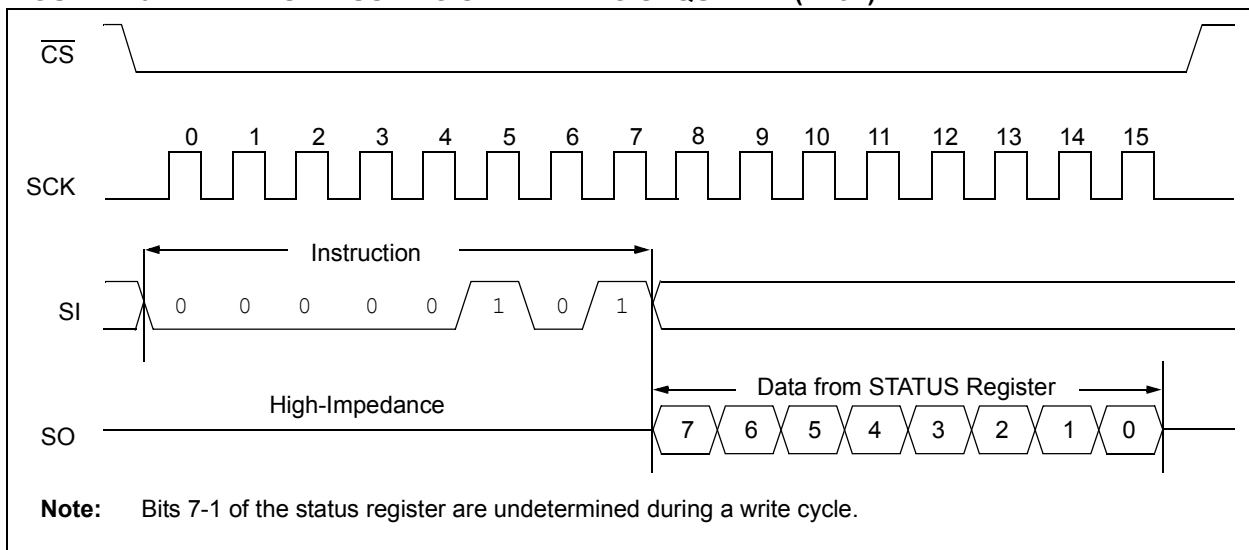 CS
0 1 2 3 4 5 6 7 8 9 10 11 12 13 14 15
SCK
Instruction
SI 0 0 0 0 0 1 0 1
Data from STATUS Register
High-Impedance
SO 7 6 5 4 3 2 1 0
Note: Bits 7-1 of the status register are undetermined during a write cycle.